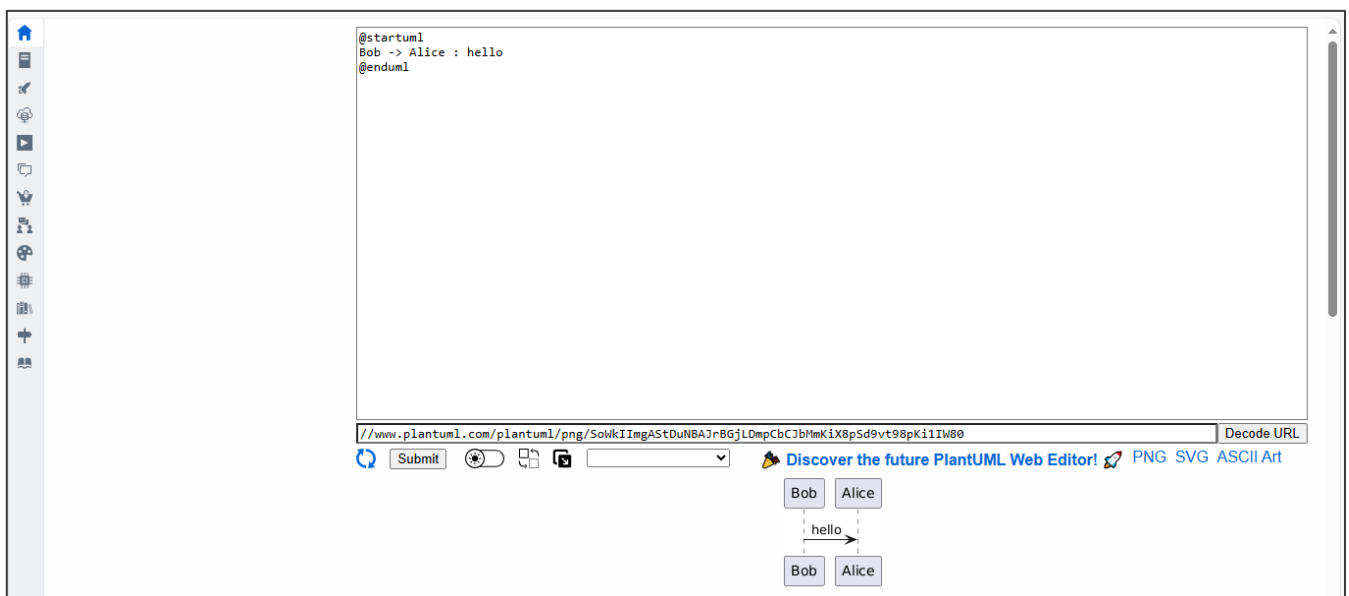 @startuml
Bob -> Alice : hello
@enduml
//www.plantuml.com/plantuml/png/SoWkIImgAStDuNBAJrBGjLDmpCbCJbMmKiX8pSd9vt98pKi1IW80
Decode URL
Submit
Discover the future PlantUML Web Editor!
PNG SVG ASCII Art
Bob Alice
hello
Bob Alice